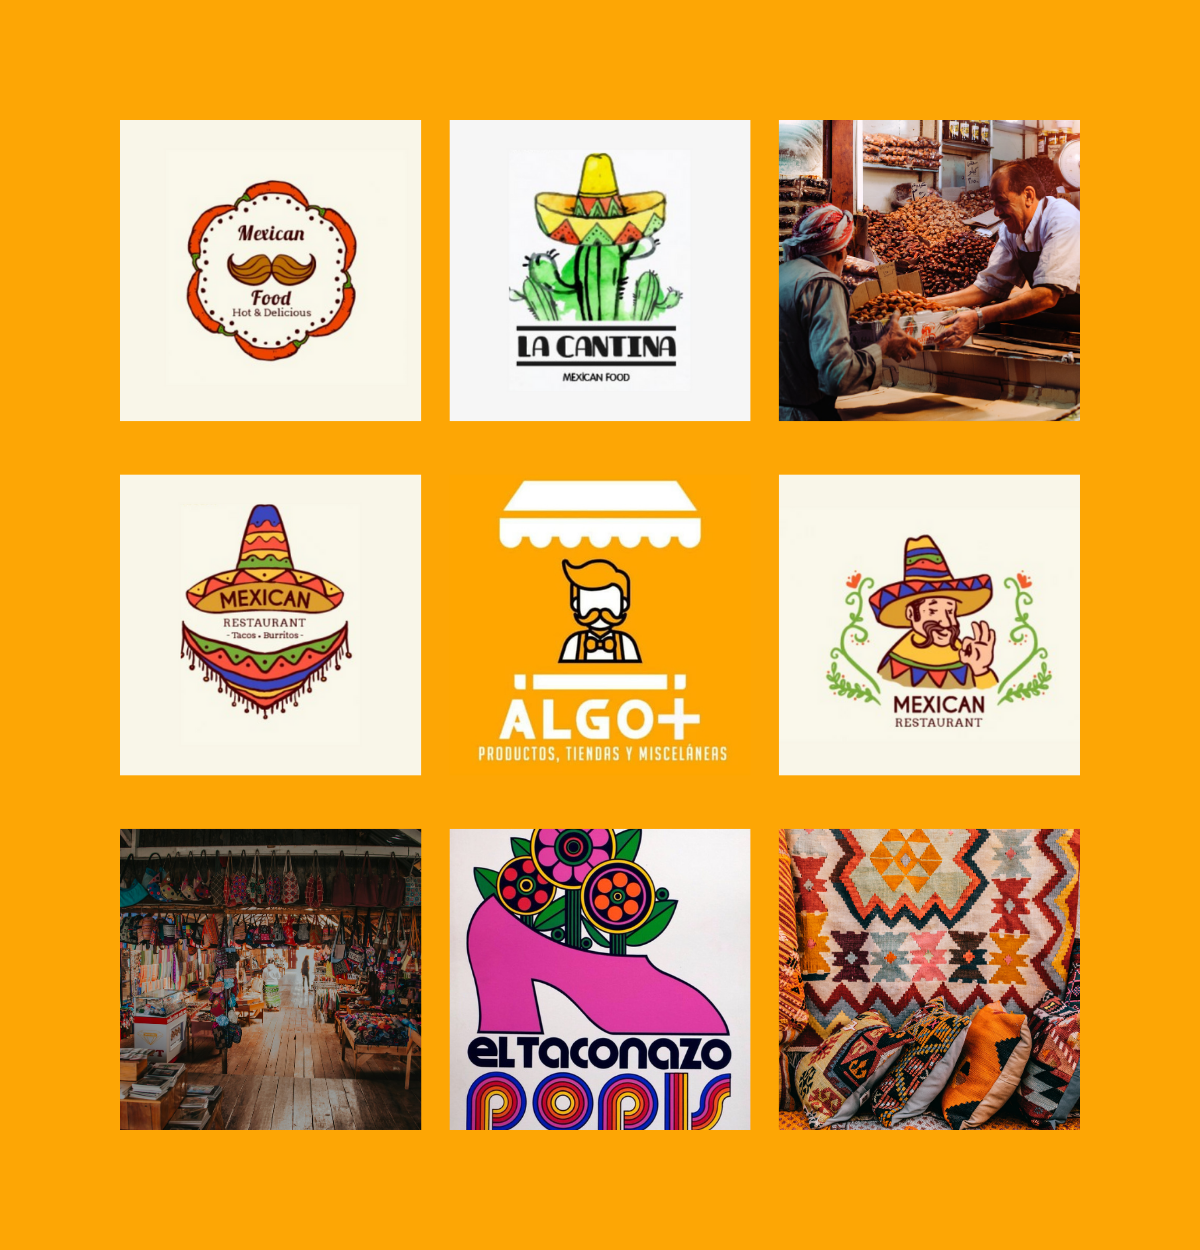 Mexican
Food
Hot & Delicious
LA CANTINA
MEXICAN FOOD
MEXICAN
RESTAURANT
- Tacos • Burritos -
ALGO+
PRODUCTOS, TIENDAS Y MISCELÁNEAS
MEXICAN
RESTAURANT
eLTaconazo
POPIS